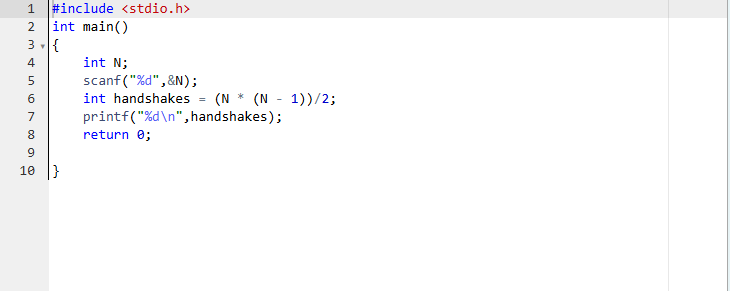 1 #include <stdio.h>
2 int main()
3 {
4 int N;
5 scanf("%d",&N);
6 int handshakes = (N * (N - 1))/2;
7 printf("%d\n",handshakes);
8 return 0;
9
10 }